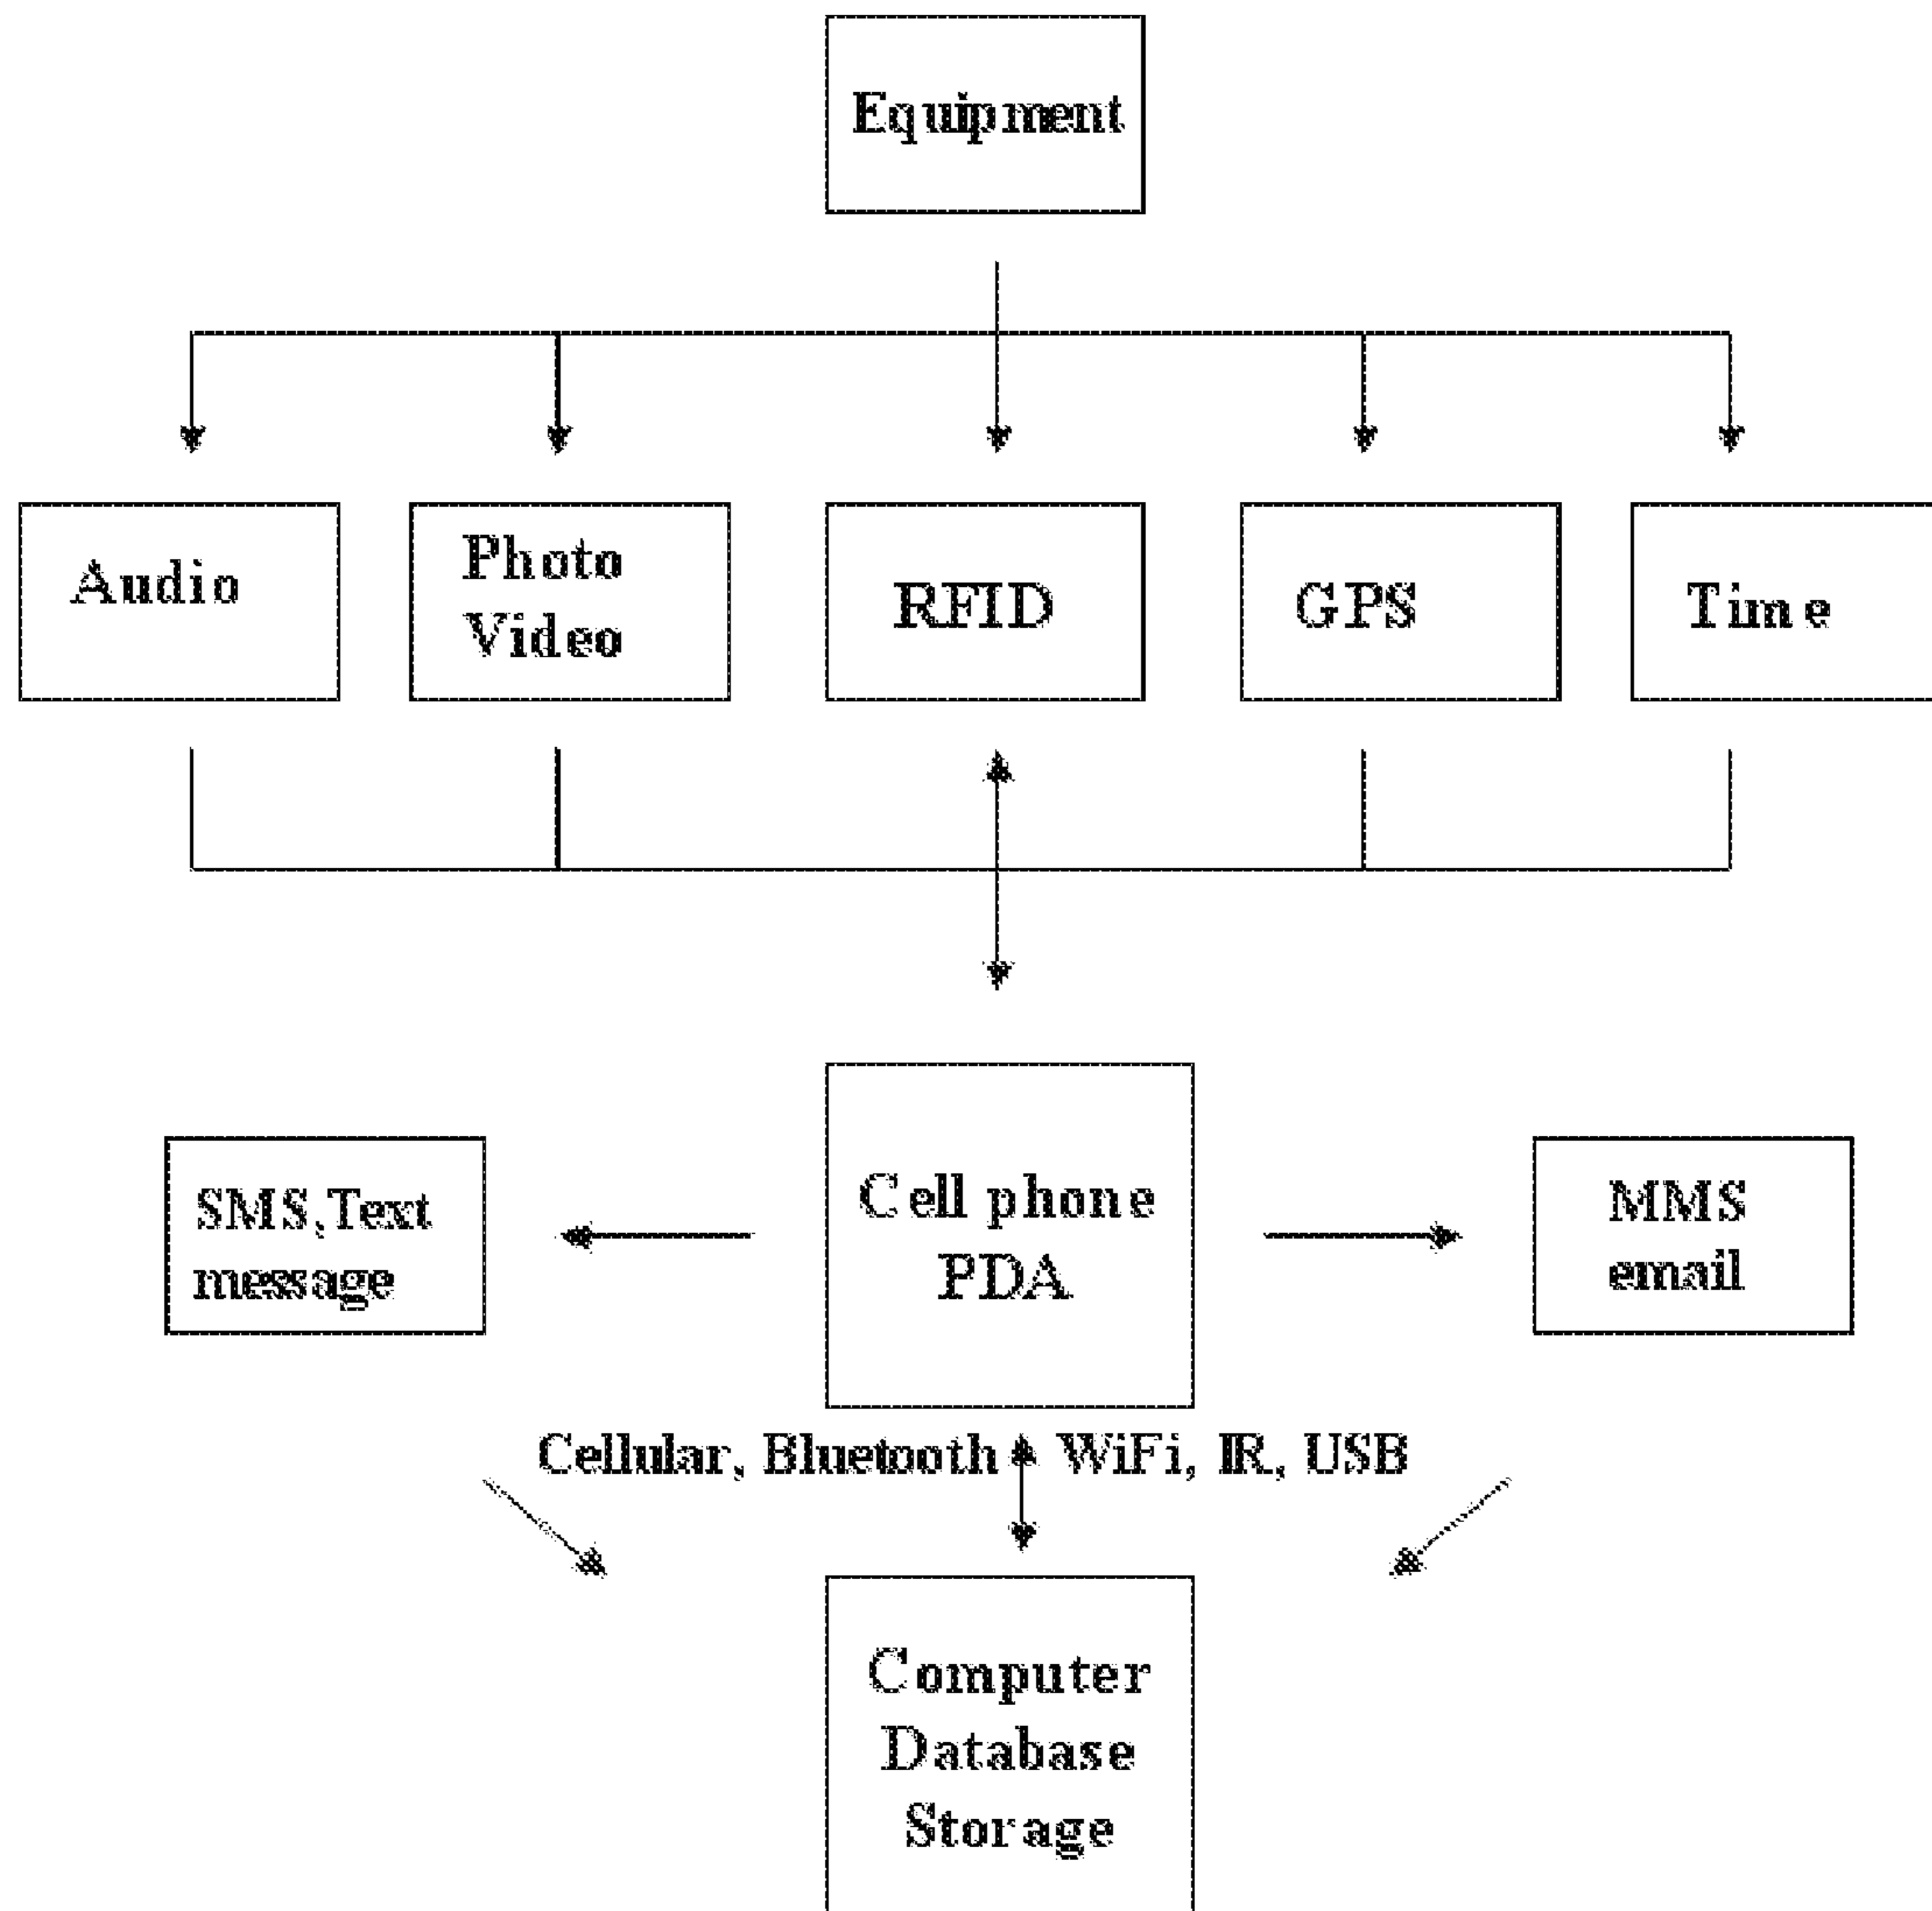 Equipment
Audio
Photo
Video
RFID
GPS
Time
Cell phone
PDA
SMS,Text
message
MMS
email
Cellular, Bluetooth WiFi, IR, USB
Computer
Database
Storage